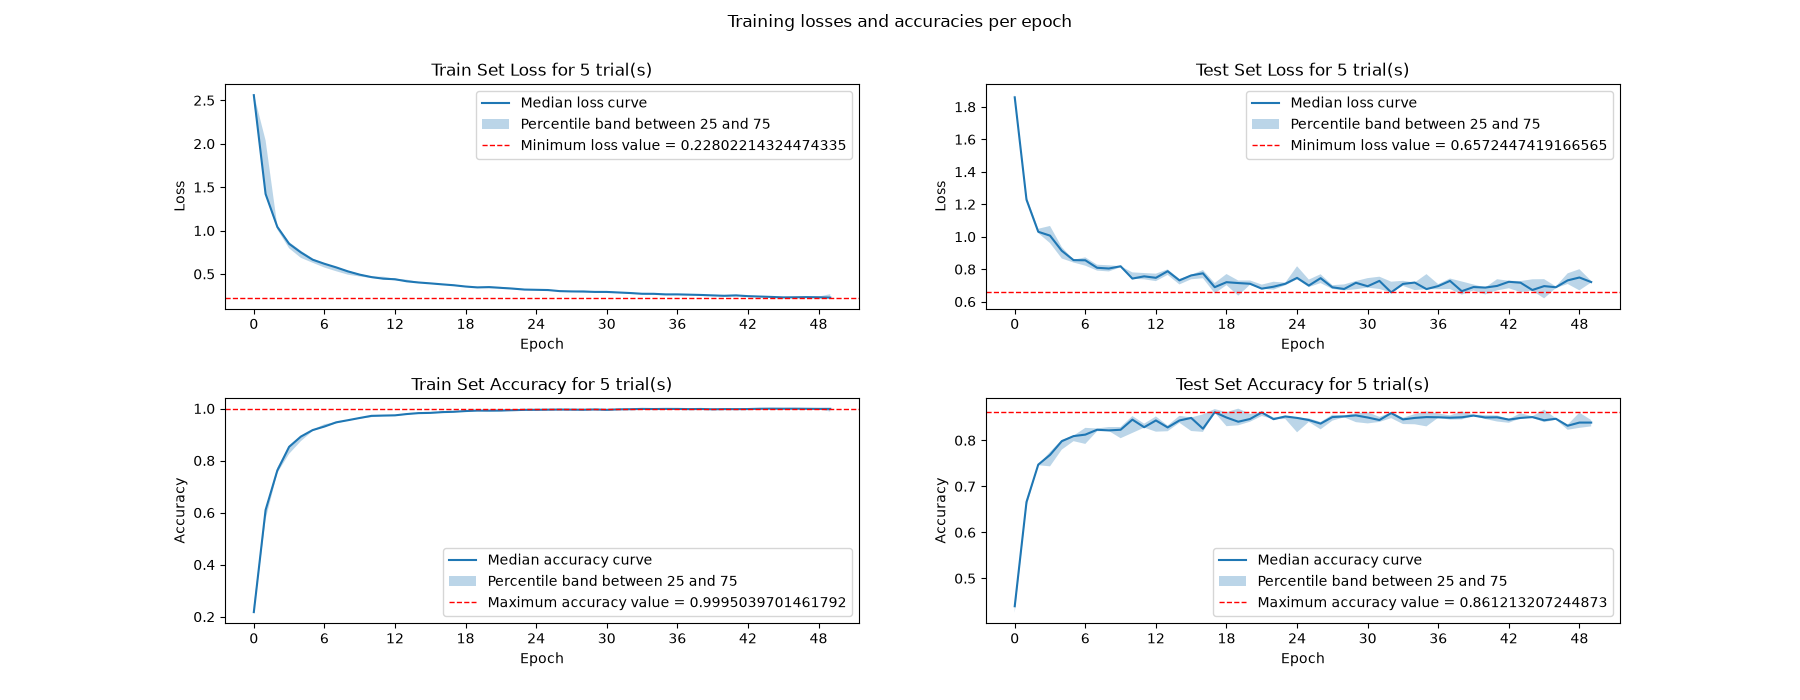 Training losses and accuracies per epoch
Train Set Loss for 5 trial(s)
2.5
2.0
1.5
1.0
0.5
Loss
Median loss curve
Percentile band between 25 and 75
Minimum loss value = 0.22802214324474335
0 6 12 18 24 30 36 42 48
Epoch
Test Set Loss for 5 trial(s)
1.8
1.6
1.4
1.2
1.0
0.8
0.6
Loss
Median loss curve
Percentile band between 25 and 75
Minimum loss value = 0.6572447419166565
0 6 12 18 24 30 36 42 48
Epoch
Train Set Accuracy for 5 trial(s)
1.0
0.8
0.6
0.4
0.2
Accuracy
Median accuracy curve
Percentile band between 25 and 75
Maximum accuracy value = 0.9995039701461792
0 6 12 18 24 30 36 42 48
Epoch
Test Set Accuracy for 5 trial(s)
0.8
0.7
0.6
0.5
Accuracy
Median accuracy curve
Percentile band between 25 and 75
Maximum accuracy value = 0.861213207244873
0 6 12 18 24 30 36 42 48
Epoch